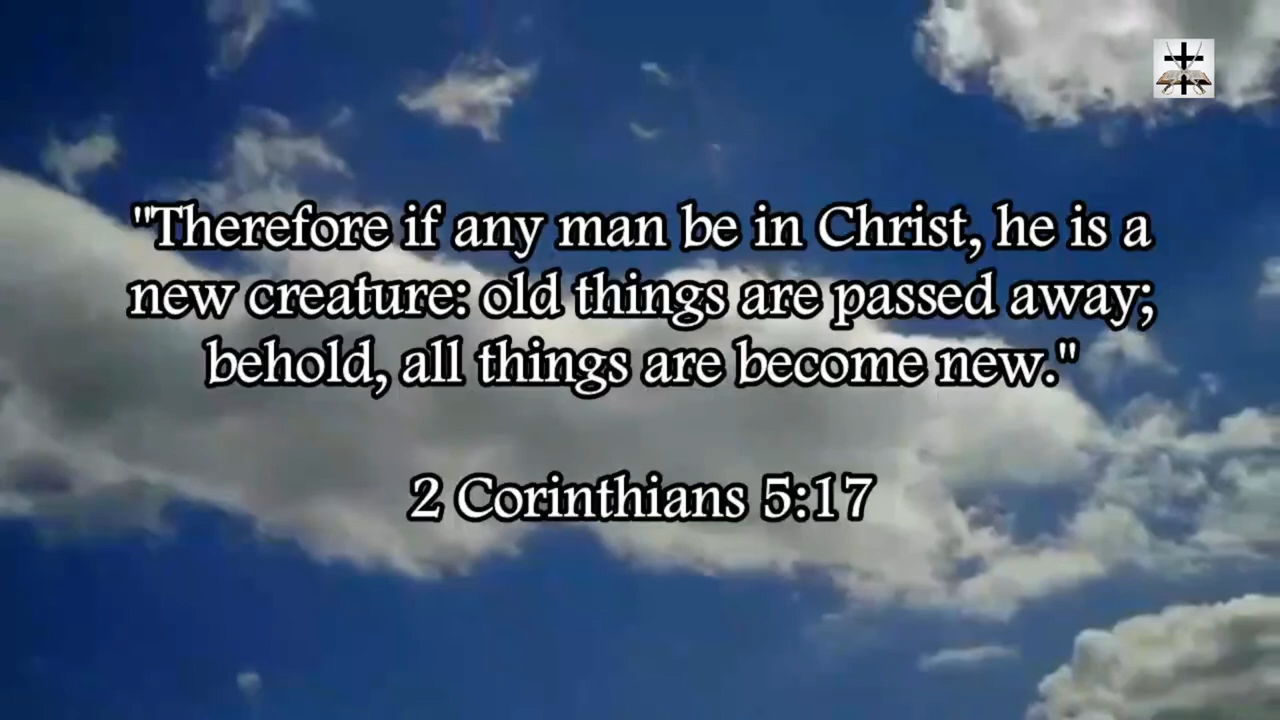 "Therefore if any man be in Christ, he is a
new creature: old things are passed away;
behold, all things are become new."
2 Corinthians 5:17